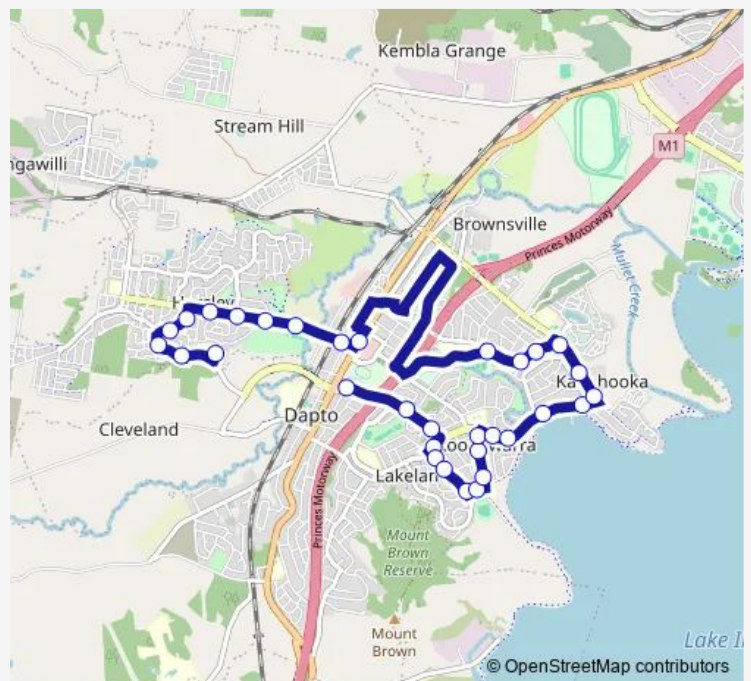 Kembla Grange
Stream Hill
ngawilli
M1
Brownsville
Princes Motorway
Mullet Creek
Dapto
Cleveland
Princes Motorway
Mount
Brown
Reserve
Mount
Brown
Lake I
© OpenStreetMap contributors